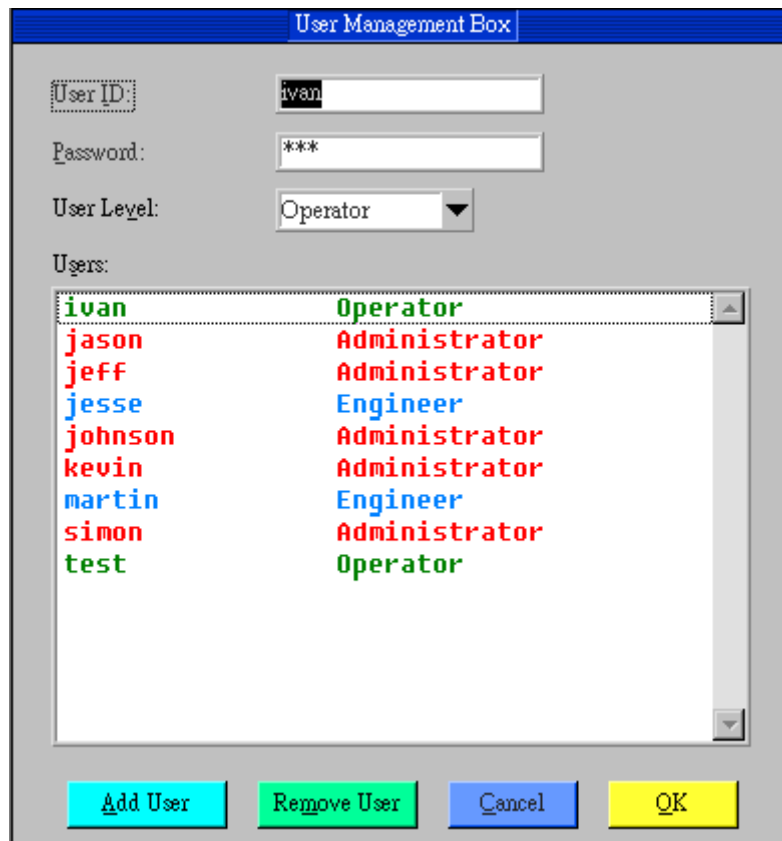 User Management Box
User ID: ivan
Password: ***
User Level: Operator
Users:
ivan Operator
jason Administrator
jeff Administrator
jesse Engineer
johnson Administrator
kevin Administrator
martin Engineer
simon Administrator
test Operator
Add User Remove User Cancel OK